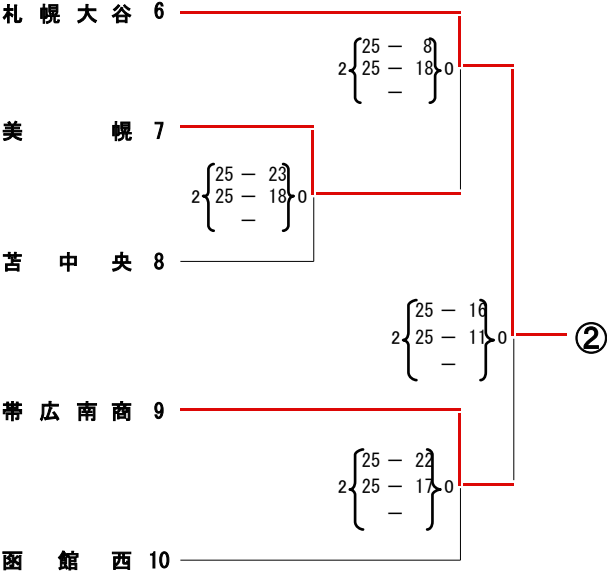 札幌大谷 6
2 25 － 8 0
25 － 18
－
美幌 7
2 25 － 23 0
25 － 18
－
苫中央 8
2 25 － 16 0
25 － 11
－
②
帯広南商 9
2 25 － 22 0
25 － 17
－
函館西 10